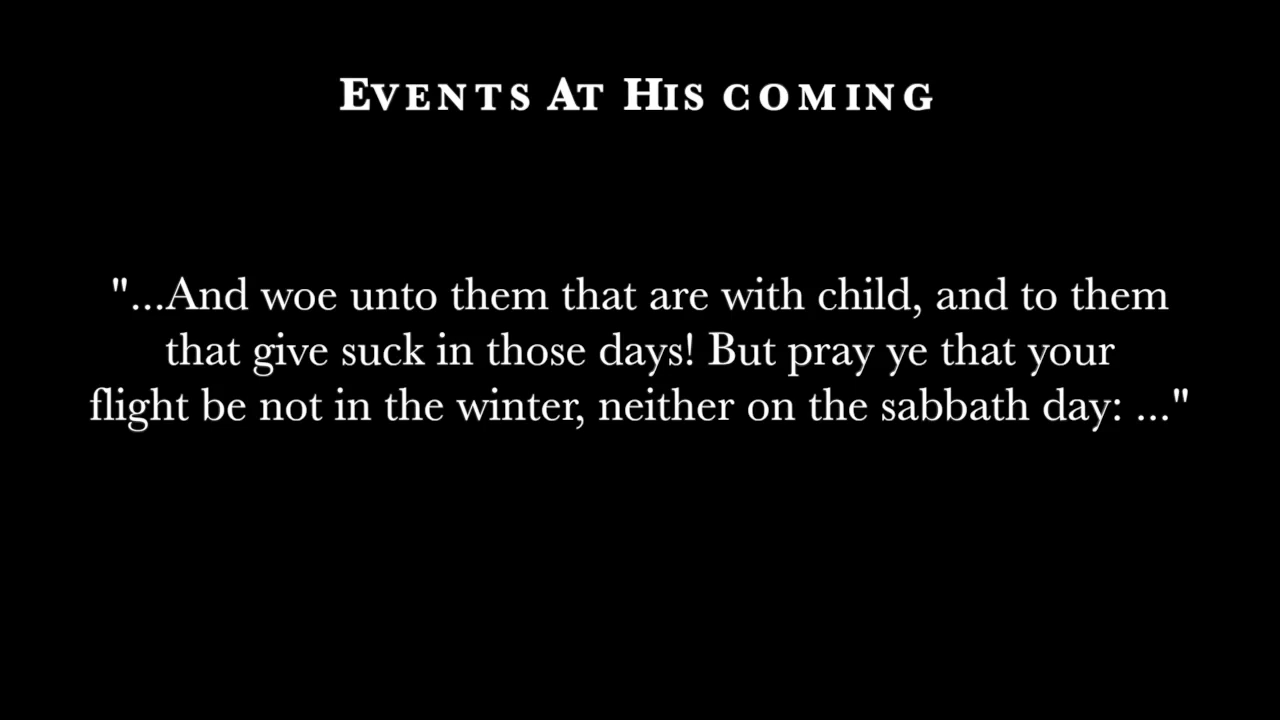 Events At His coming
"...And woe unto them that are with child, and to them
that give suck in those days! But pray ye that your
flight be not in the winter, neither on the sabbath day: ..."